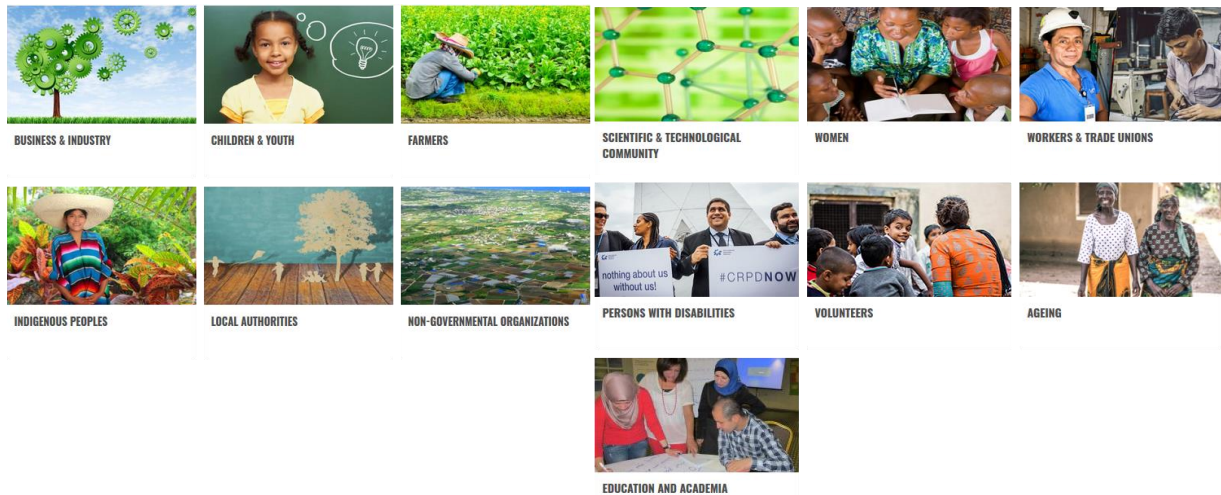 BUSINESS & INDUSTRY
CHILDREN & YOUTH
FARMERS
SCIENTIFIC & TECHNOLOGICAL
COMMUNITY
WOMEN
WORKERS & TRADE UNIONS
nothing about us
without us!
#CRPDNOW
INDIGENOUS PEOPLES
LOCAL AUTHORITIES
NON-GOVERNMENTAL ORGANIZATIONS
PERSONS WITH DISABILITIES
VOLUNTEERS
AGEING
EDUCATION AND ACADEMIA